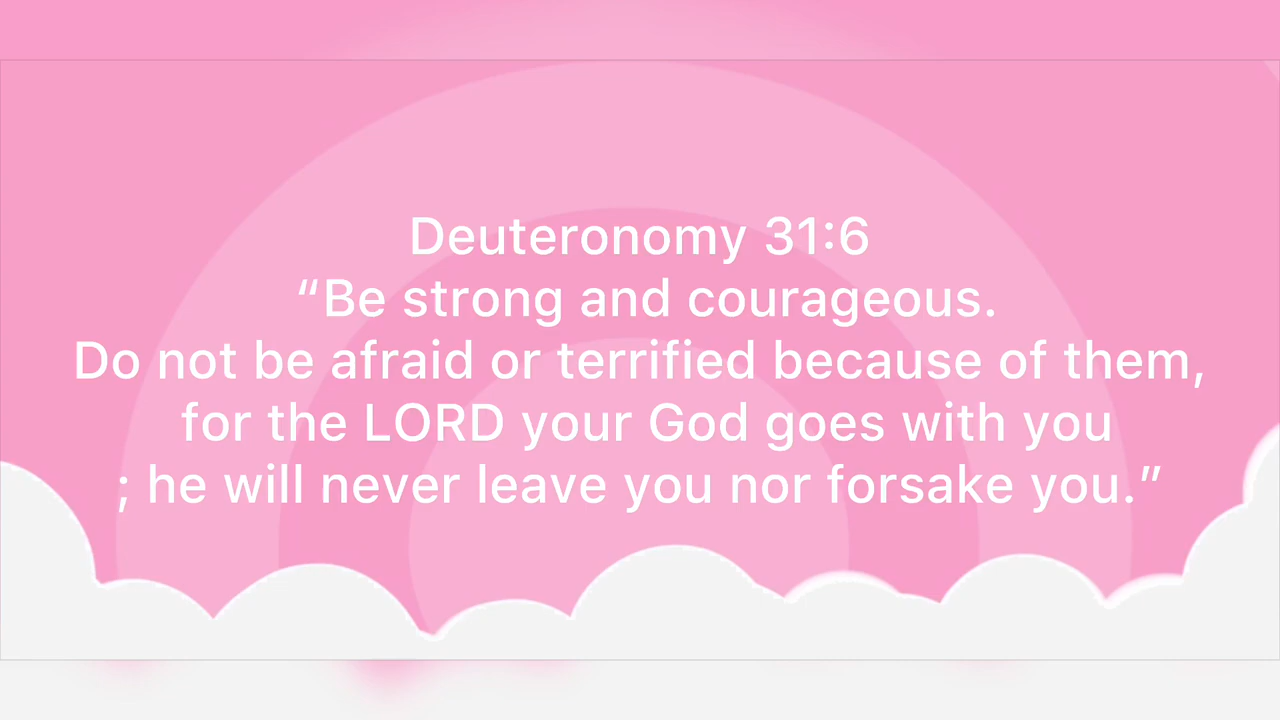 Deuteronomy 31:6
“Be strong and courageous.
Do not be afraid or terrified because of them,
for the LORD your God goes with you
; he will never leave you nor forsake you.”